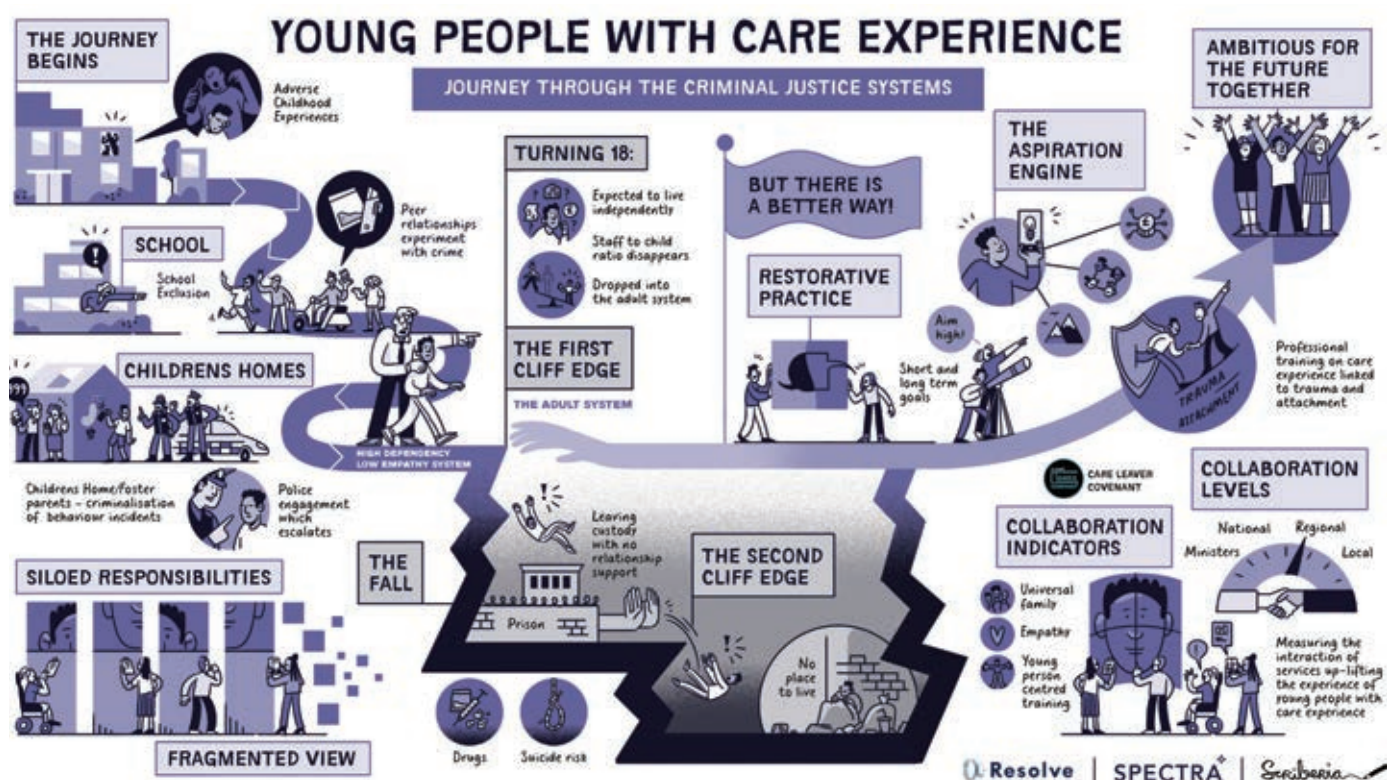 YOUNG PEOPLE WITH CARE EXPERIENCE
JOURNEY THROUGH THE CRIMINAL JUSTICE SYSTEMS
THE JOURNEY
BEGINS
Adverse
Childhood
Experiences
SCHOOL
School
Exclusion
Peer
relationships
experiment
with crime
CHILDRENS HOMES
Childrens Home/Foster
parents – criminalisation
of behaviour incidents
Police
engagement
which
escalates
HIGH DEPENDENCY
LOW EMPATHY SYSTEM
SILOED RESPONSIBILITIES
FRAGMENTED VIEW
TURNING 18:
Expected to live
independently
Staff to child
ratio disappears
Dropped into
the adult system
THE FIRST
CLIFF EDGE
THE ADULT SYSTEM
THE
FALL
Leaving
custody
with no
relationship
support
Prison
THE SECOND
CLIFF EDGE
No
place
to live
Drugs
Suicide risk
BUT THERE IS
A BETTER WAY!
RESTORATIVE
PRACTICE
Short and
long term
goals
Aim
high!
THE
ASPIRATION
ENGINE
AMBITIOUS FOR
THE FUTURE
TOGETHER
TRAUMA
ATTACHMENT
Professional
training on care
experience linked
to trauma and
attachment
CARE LEAVER
COVENANT
COLLABORATION
INDICATORS
Universal
family
Empathy
Young
person
centred
training
COLLABORATION
LEVELS
National
Regional
Ministers
Local
Measuring the
interaction of
services up-lifting
the experience of
young people with
care experience
Resolve
SPECTRA
Scriberia